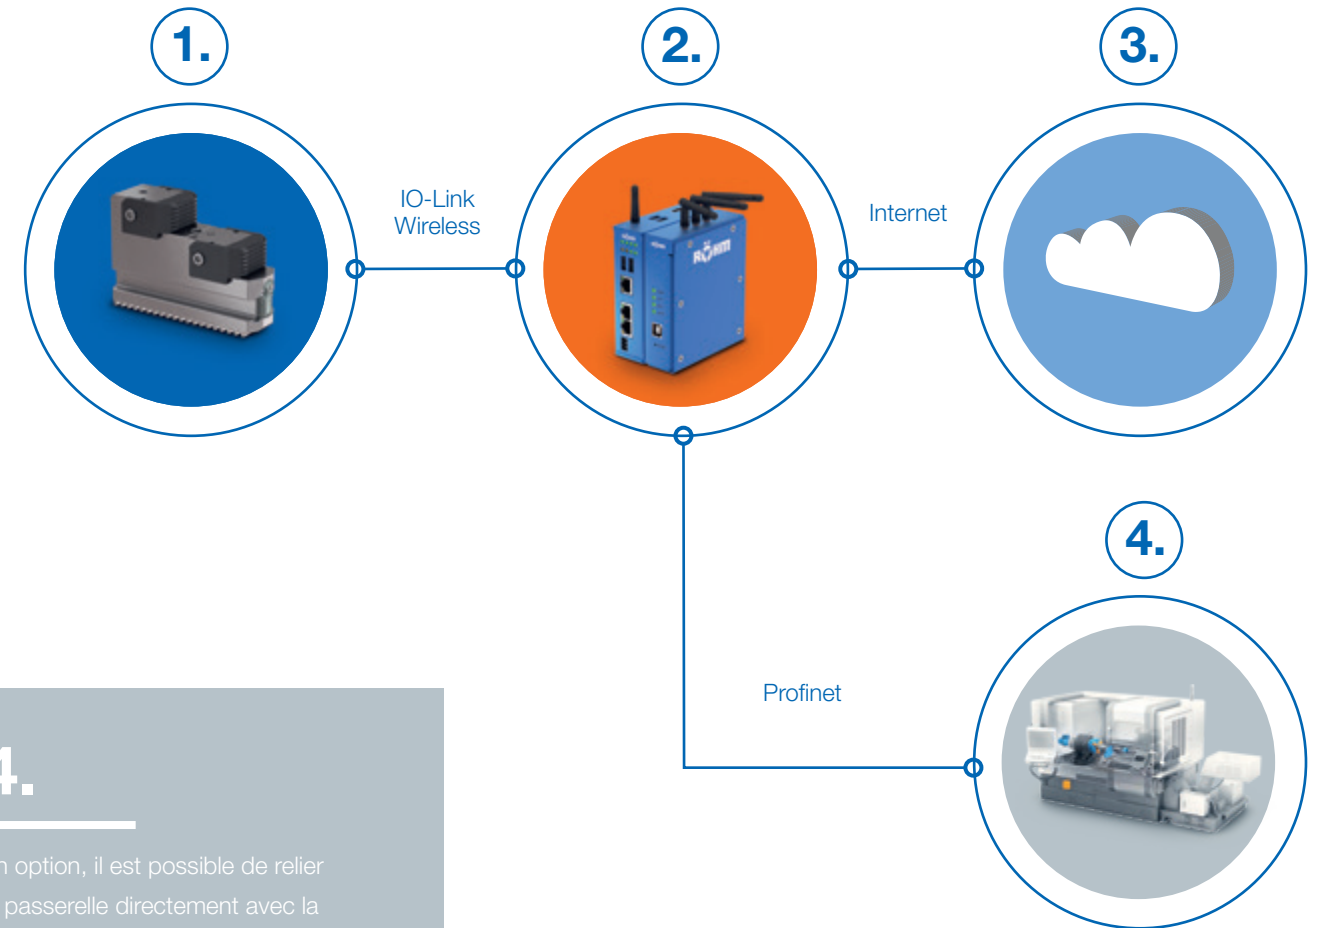 1.
2.
3.
IO-Link
Wireless
Internet
RÖHM
4.
Profinet
4.
option, il est possible de relier
passerelle directement avec la